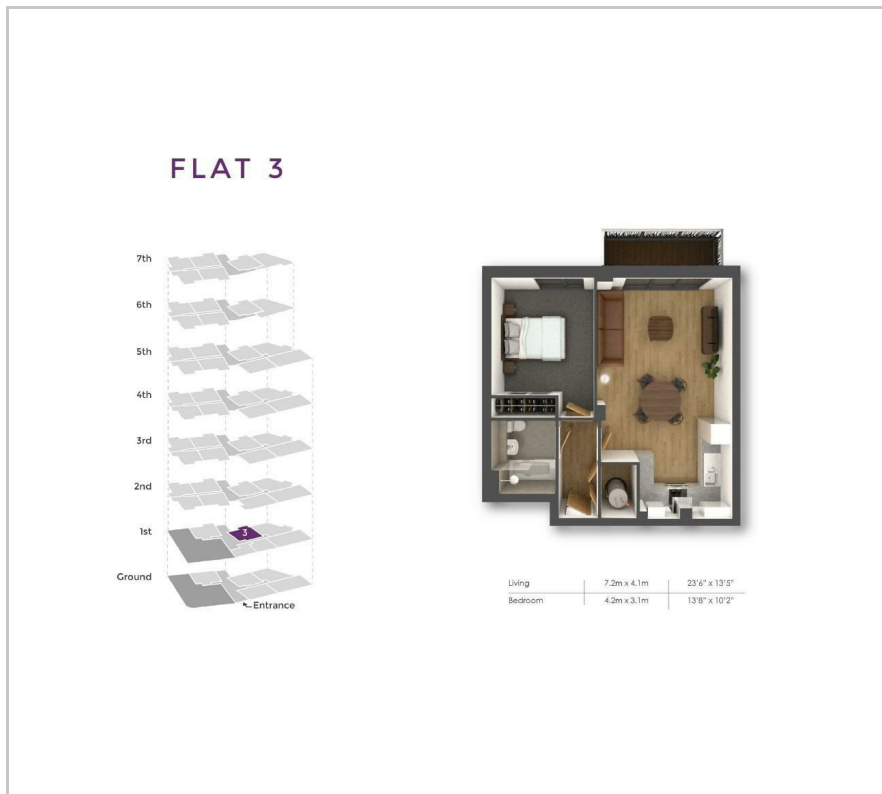 FLAT 3
7th
6th
5th
4th
3rd
2nd
1st
3
Ground
Entrance
Living 7.2m x 4.1m 23'6" x 13'5"
Bedroom 4.2m x 3.1m 13'8" x 10'2"